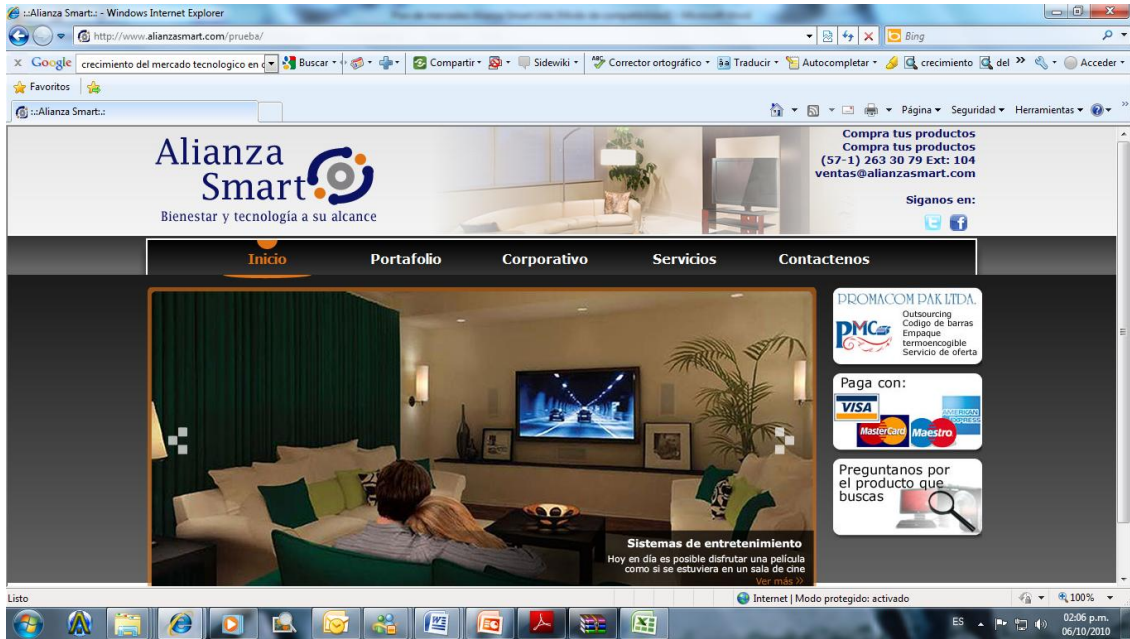 ::Alianza Smart:.: - Windows Internet Explorer
http://www.alianzasmart.com/prueba/
Bing
x Google crecimiento del mercado tecnologico en c Buscar Compartir Sidewiki Corrector ortográfico Traducir Autocompletar crecimiento del » Acceder
Favoritos
:.:Alianza Smart:.:
Página Seguridad Herramientas »
Alianza
Smart
Bienestar y tecnología a su alcance
Compra tus productos
Compra tus productos
(57-1) 263 30 79 Ext: 104
ventas@alianzasmart.com
Siganos en:
Inicio Portafolio Corporativo Servicios Contactenos
PROMACOM PAK LTDA.
PMC
Outsourcing
Codigo de barras
Empaque
termoencogible
Servicio de oferta
Paga con:
VISA
AMERICAN
EXPRESS
MasterCard Maestro
Preguntanos por
el producto que
buscas
Sistemas de entretenimiento
Hoy en día es posible disfrutar una película
como si se estuviera en un sala de cine
Ver más »
Listo
Internet | Modo protegido: activado
100%
ES
02:06 p.m.
06/10/2010